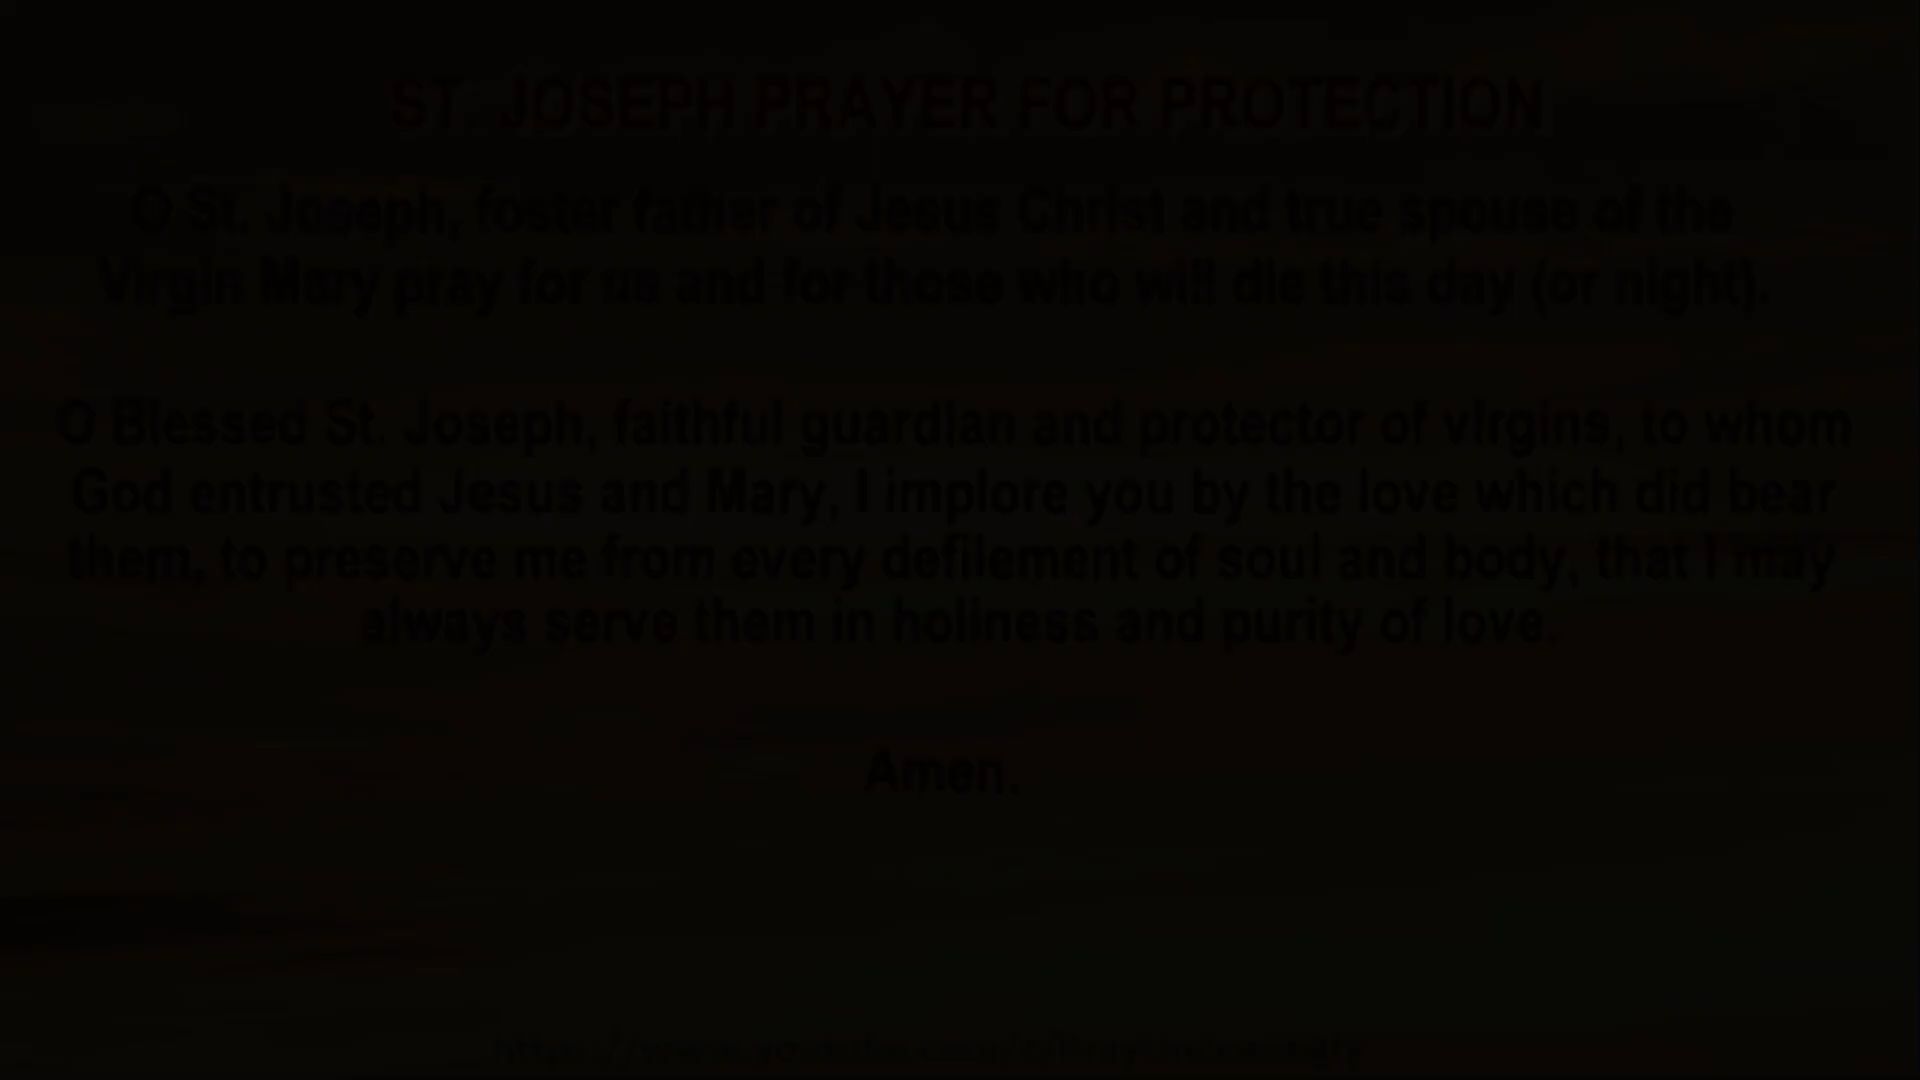 ST. JOSEPH PRAYER FOR PROTECTION
O St. Joseph, foster father of Jesus Christ and true spouse of the
Virgin Mary pray for us and for those who will die this day (or night).
O Blessed St. Joseph, faithful guardian and protector of virgins, to whom
God entrusted Jesus and Mary, I implore you by the love which did bear
them, to preserve me from every defilement of soul and body, that I may
always serve them in holiness and purity of love.
Amen.